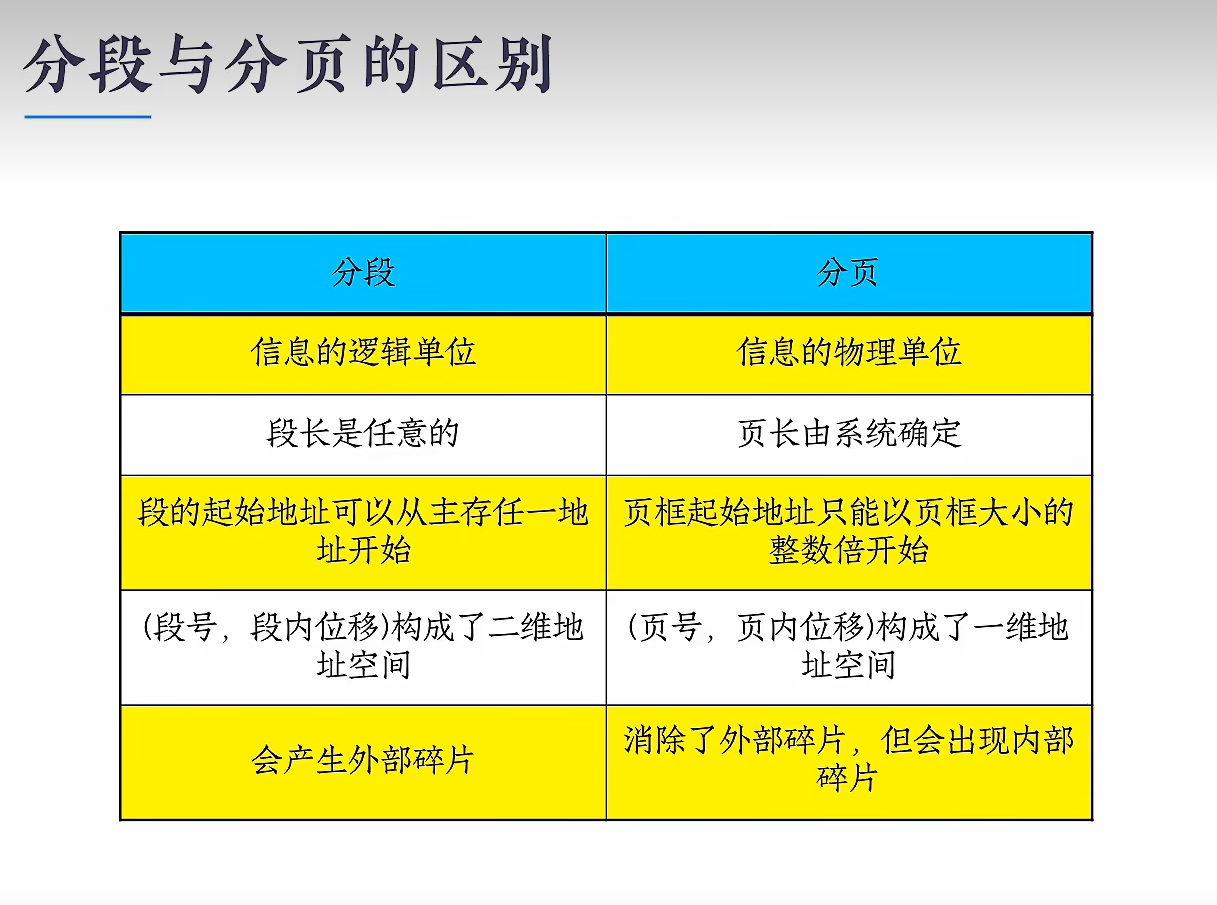 分段与分页的区别
分段
分页
信息的逻辑单位
信息的物理单位
段长是任意的
页长由系统确定
段的起始地址可以从主存任一地
址开始
页框起始地址只能以页框大小的
整数倍开始
(段号，段内位移)构成了二维地
址空间
(页号，页内位移)构成了一维地
址空间
会产生外部碎片
消除了外部碎片，但会出现内部
碎片